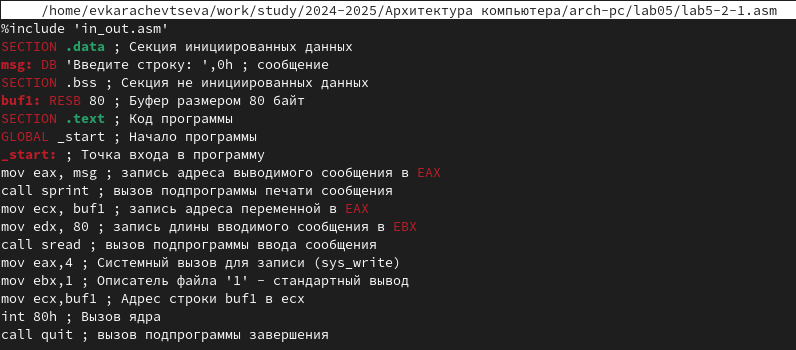 /home/evkarachevtseva/work/study/2024-2025/Архитектура компьютера/arch-pc/lab05/lab5-2-1.asm
%include 'in_out.asm'
SECTION .data ; Секция инициированных данных
msg: DB 'Введите строку: ',0h ; сообщение
SECTION .bss ; Секция не инициированных данных
buf1: RESB 80 ; Буфер размером 80 байт
SECTION .text ; Код программы
GLOBAL _start ; Начало программы
_start: ; Точка входа в программу
mov eax, msg ; запись адреса выводимого сообщения в EAX
call sprint ; вызов подпрограммы печати сообщения
mov ecx, buf1 ; запись адреса переменной в EAX
mov edx, 80 ; запись длины вводимого сообщения в EBX
call sread ; вызов подпрограммы ввода сообщения
mov eax,4 ; Системный вызов для записи (sys_write)
mov ebx,1 ; Описатель файла '1' - стандартный вывод
mov ecx,buf1 ; Адрес строки buf1 в ecx
int 80h ; Вызов ядра
call quit ; вызов подпрограммы завершения